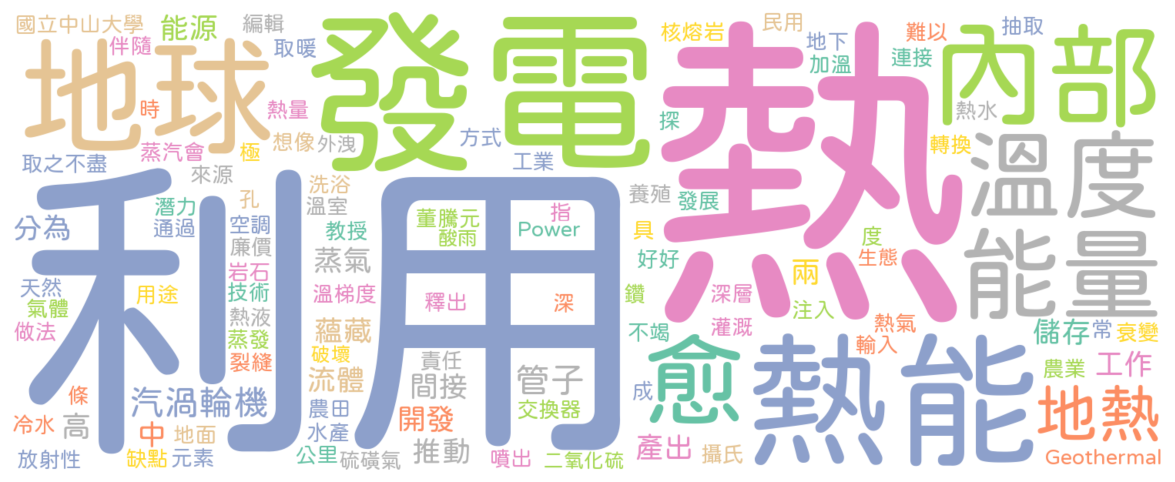 國立中山大學
能源
編輯
伴隨
取暖
地球
時
熱量
發電
熱
核熔岩
民用
地下
難以
抽取
加溫
連接
內部
熱水
探
轉換
取之不盡
蒸汽會
極
想像
外洩
方式
工業
來源
溫度
能量
利用
洗浴
溫室
養殖
發展
潛力
孔
董騰元
指
具
度
分為
通過
空調
教授
酸雨
Power
生態
廉價
好好
兩
岩石
蒸氣
天然
用途
技術
溫梯度
釋出
深
鑽
深層
氣體
熱液
注入
做法
蒸發
蘊藏
不竭
灌溉
熱氣
儲存
常
衰變
裂縫
破壞
責任
愈
熱能
輸入
流體
間接
管子
農業
工作
條
汽渦輪機
農田
成
地熱
冷水
高
中
地面
水產
開發
交換器
產出
攝氏
放射性
缺點
元素
公里
硫磺氣
推動
噴出
二氧化硫
Geothermal